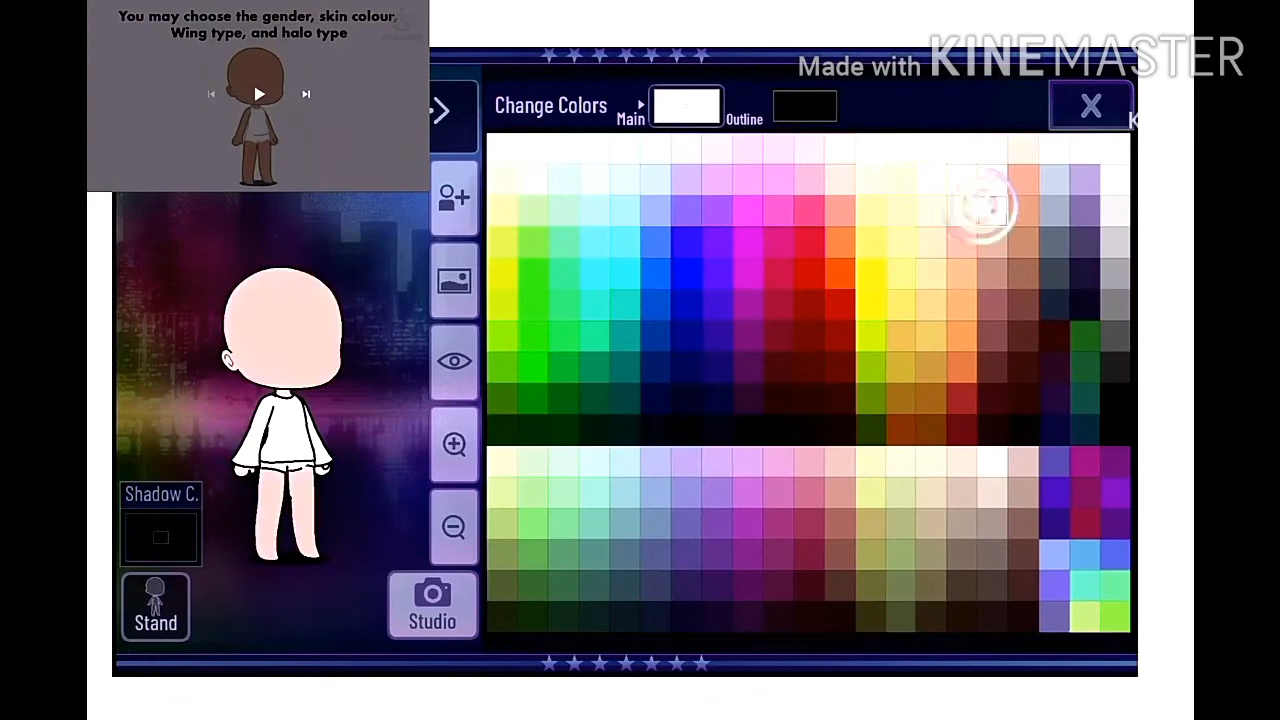 You may choose the gender, skin colour,
Wing type, and halo type
Made with KINEMASTER
Change Colors
Main
Outline
X
K
Shadow C.
Stand
Studio